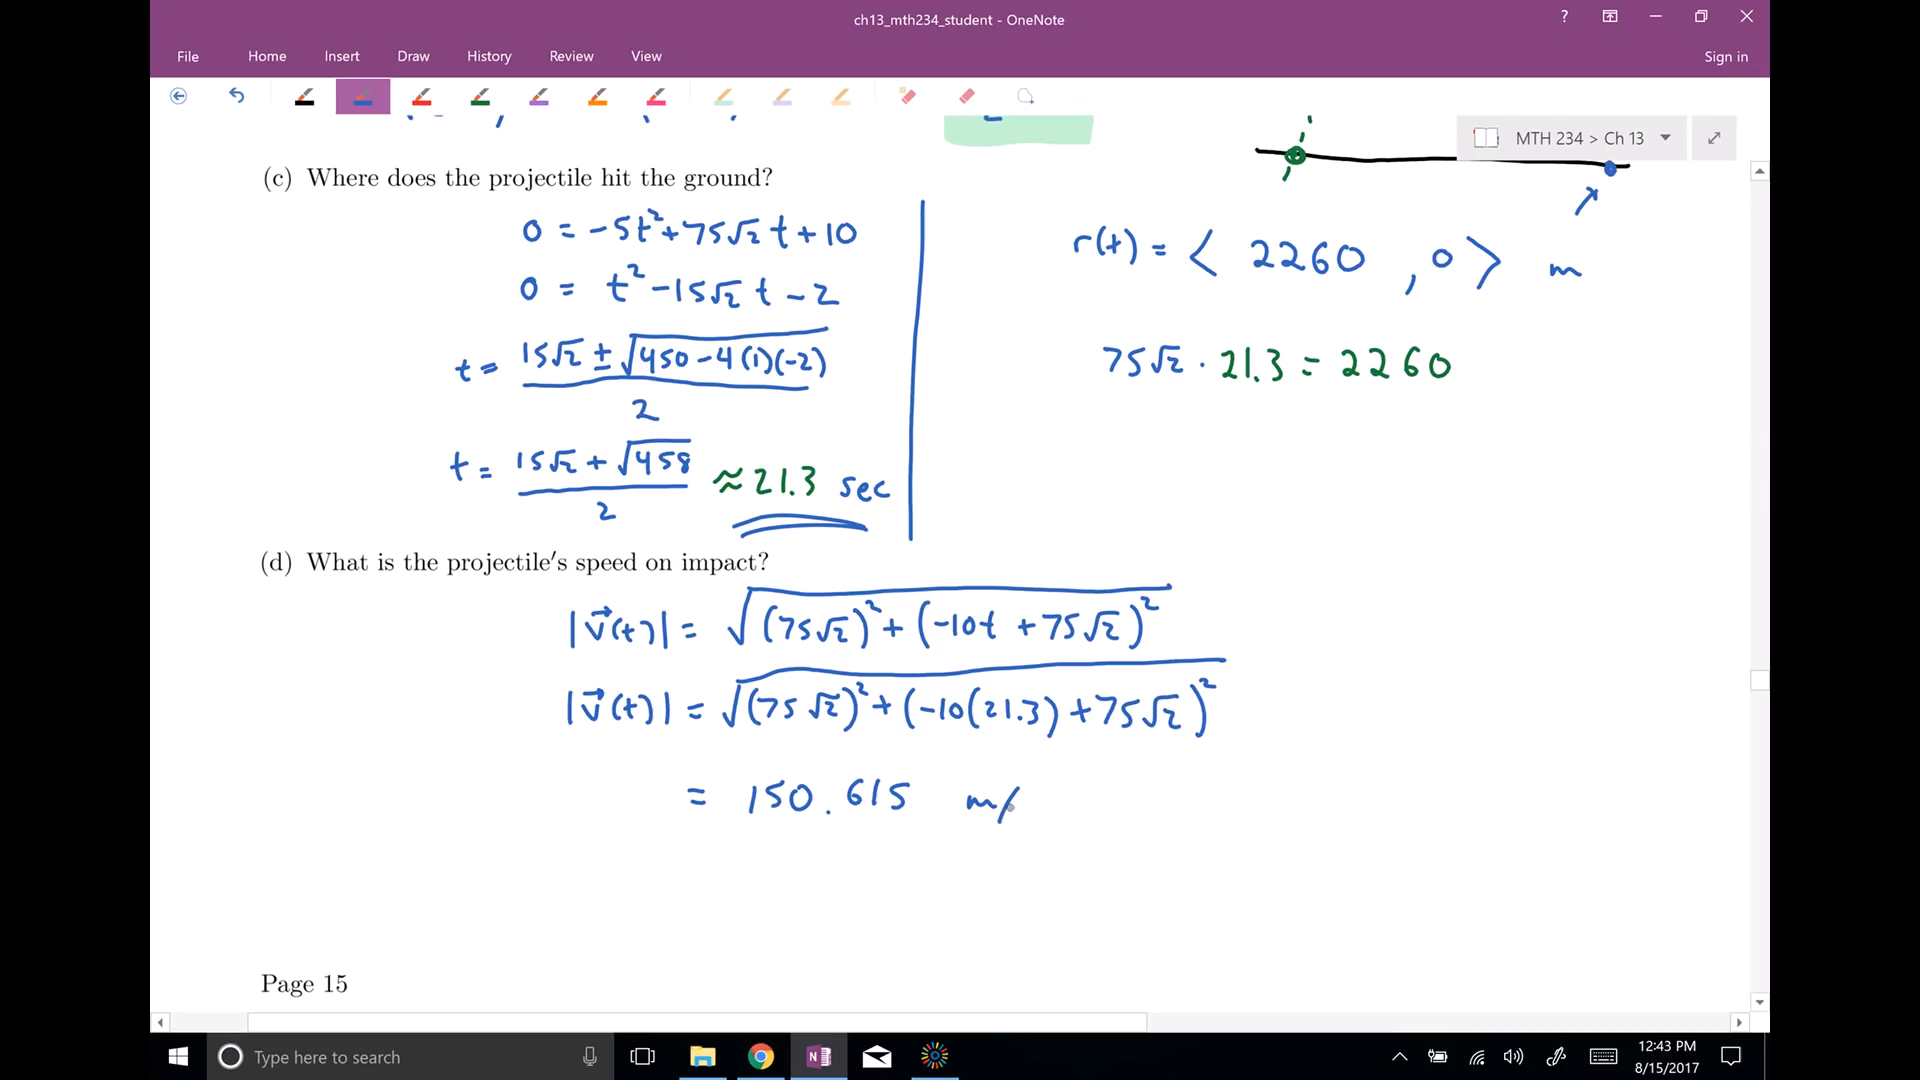 ch13_mth234_student - OneNote
?
File Home Insert Draw History Review View Sign in
MTH 234 > Ch 13
(c) Where does the projectile hit the ground?
0 = -5t²+75√2 t+10
0 = t²-15√2 t-2
t = (15√2 ± √(450-4(1)(-2)))/2
t = (15√2 + √458)/2 ≈ 21.3 sec
r(t) = < 2260 , 0 > m
75√2 · 21.3 = 2260
(d) What is the projectile's speed on impact?
|v⃗(t)| = √((75√2)²+(-10t +75√2)²)
|v⃗(t)| = √((75√2)²+(-10(21.3)+75√2)²)
= 150.615 m/
Page 15
Type here to search
N
12:43 PM
8/15/2017